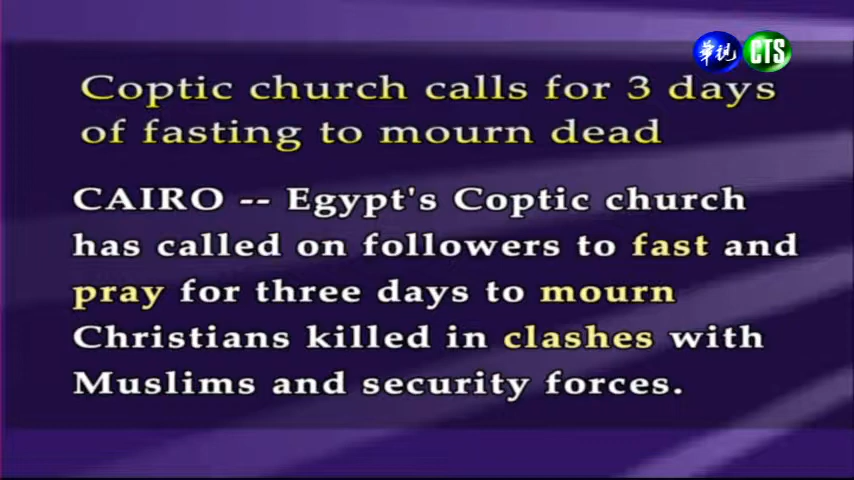 華視 CTS
Coptic church calls for 3 days
of fasting to mourn dead
CAIRO -- Egypt's Coptic church
has called on followers to fast and
pray for three days to mourn
Christians killed in clashes with
Muslims and security forces.